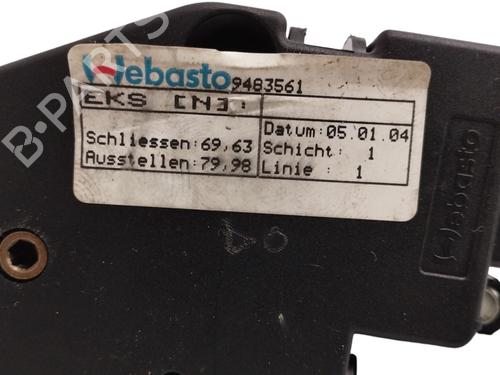 Webasto 9483561
EKS [N]:
Schliessen:69,63
Ausstellen:79,98
Datum:05.01.04
Schicht: 1
Linie : 1
Webasto
B-PARTS